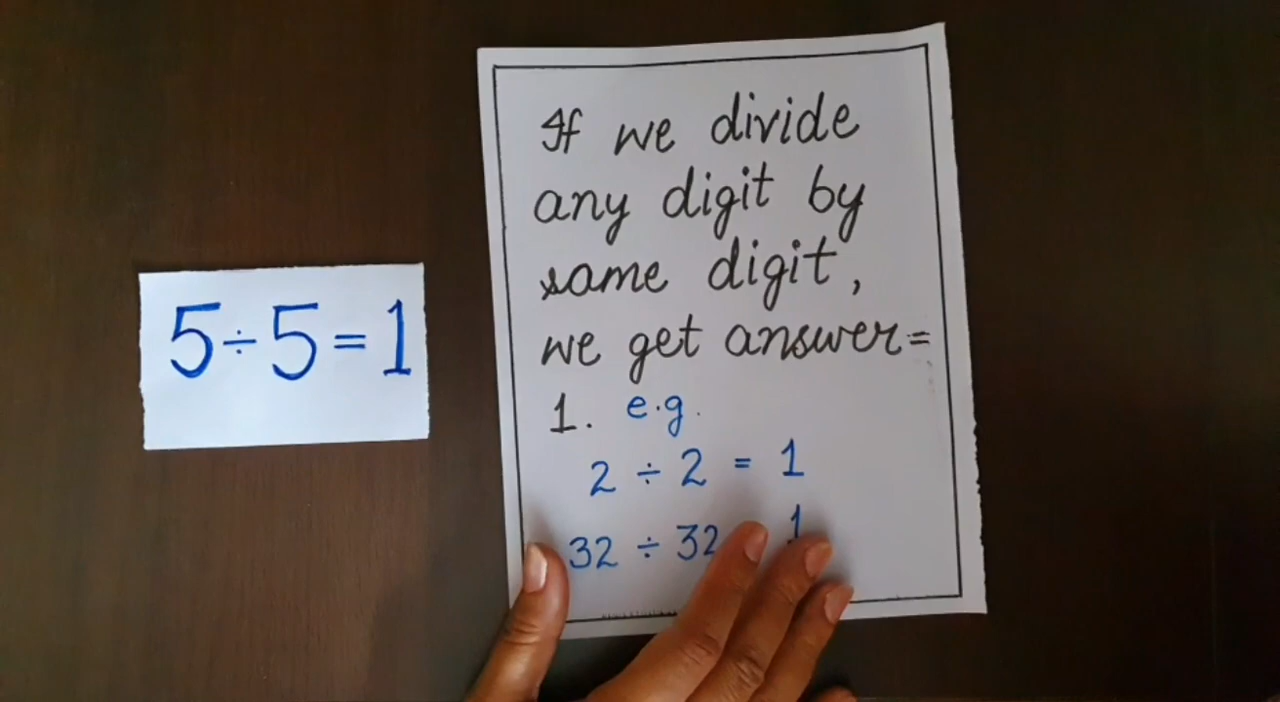 5÷5=1
If we divide
any digit by
same digit,
we get answer=
1. e.g.
2 ÷ 2 = 1
32 ÷ 32 1